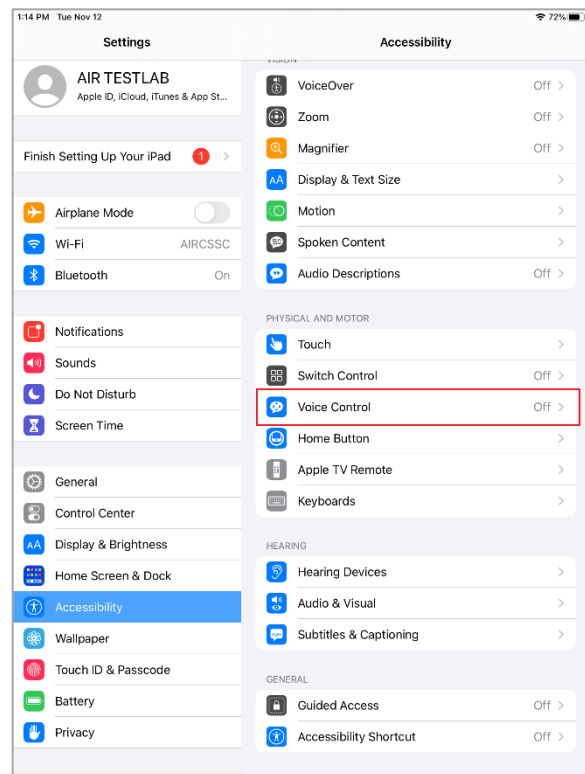 1:14 PM Tue Nov 12
72%
Settings
AIR TESTLAB
Apple ID, iCloud, iTunes & App St...
Finish Setting Up Your iPad 1
Airplane Mode
Wi-Fi AIRCSSC
Bluetooth On
Notifications
Sounds
Do Not Disturb
Screen Time
General
Control Center
AA Display & Brightness
Home Screen & Dock
Accessibility
Wallpaper
Touch ID & Passcode
Battery
Privacy
Accessibility
VISION
VoiceOver Off
Zoom Off
Magnifier Off
AA Display & Text Size
Motion
Spoken Content
Audio Descriptions Off
PHYSICAL AND MOTOR
Touch
Switch Control Off
Voice Control Off
Home Button
Apple TV Remote
Keyboards
HEARING
Hearing Devices
Audio & Visual
Subtitles & Captioning
GENERAL
Guided Access Off
Accessibility Shortcut Off